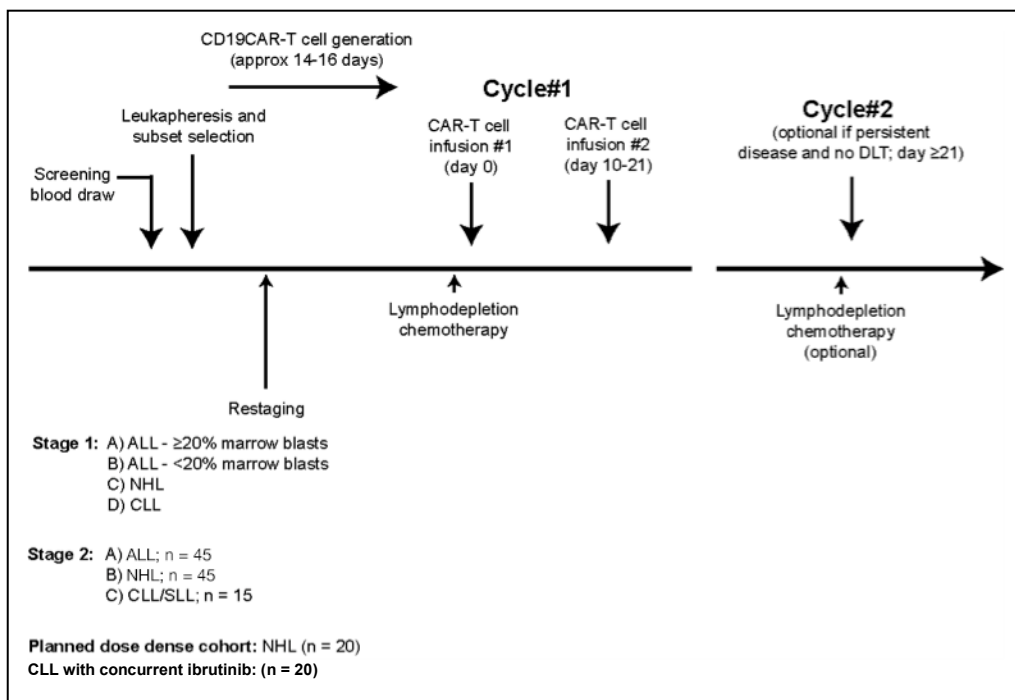 CD19CAR-T cell generation
(approx 14-16 days)
Leukapheresis and
subset selection
Screening
blood draw
Cycle#1
CAR-T cell
infusion #1
(day 0)
CAR-T cell
infusion #2
(day 10-21)
Cycle#2
(optional if persistent
disease and no DLT; day ≥21)
Lymphodepletion
chemotherapy
Lymphodepletion
chemotherapy
(optional)
Restaging
Stage 1: A) ALL - ≥20% marrow blasts
B) ALL - <20% marrow blasts
C) NHL
D) CLL
Stage 2: A) ALL; n = 45
B) NHL; n = 45
C) CLL/SLL; n = 15
Planned dose dense cohort: NHL (n = 20)
CLL with concurrent ibrutinib: (n = 20)